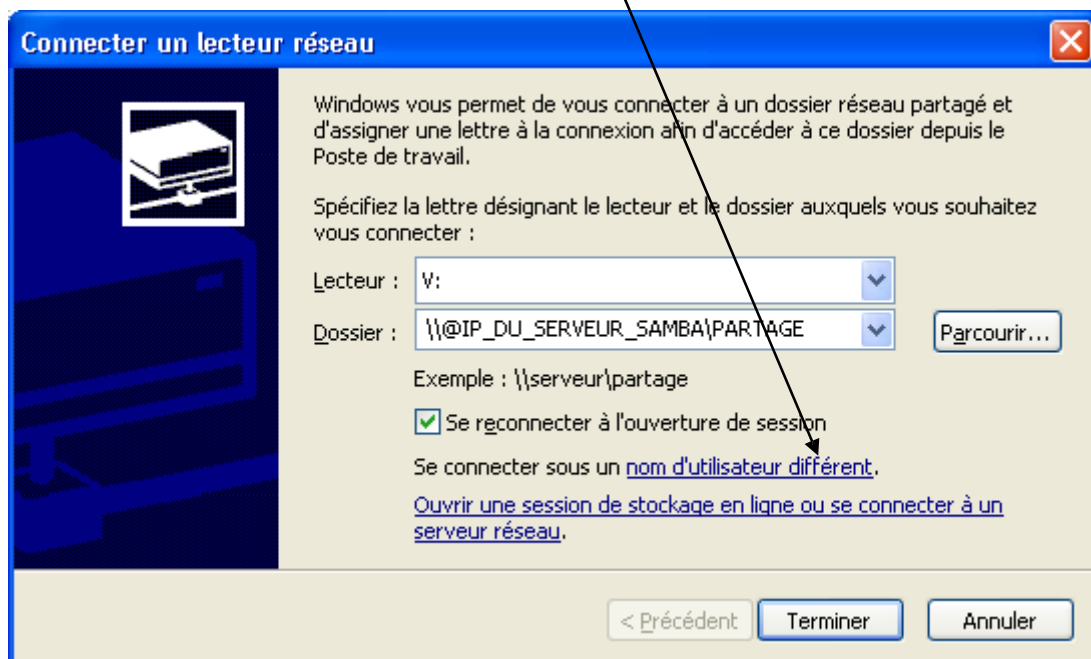 Connecter un lecteur réseau
Windows vous permet de vous connecter à un dossier réseau partagé et
d'assigner une lettre à la connexion afin d'accéder à ce dossier depuis le
Poste de travail.
Spécifiez la lettre désignant le lecteur et le dossier auxquels vous souhaitez
vous connecter :
Lecteur : V:
Dossier : \\@IP_DU_SERVEUR_SAMBA\PARTAGE Parcourir...
Exemple : \\serveur\partage
Se reconnecter à l'ouverture de session
Se connecter sous un nom d'utilisateur différent.
Ouvrir une session de stockage en ligne ou se connecter à un
serveur réseau.
< Précédent Terminer Annuler